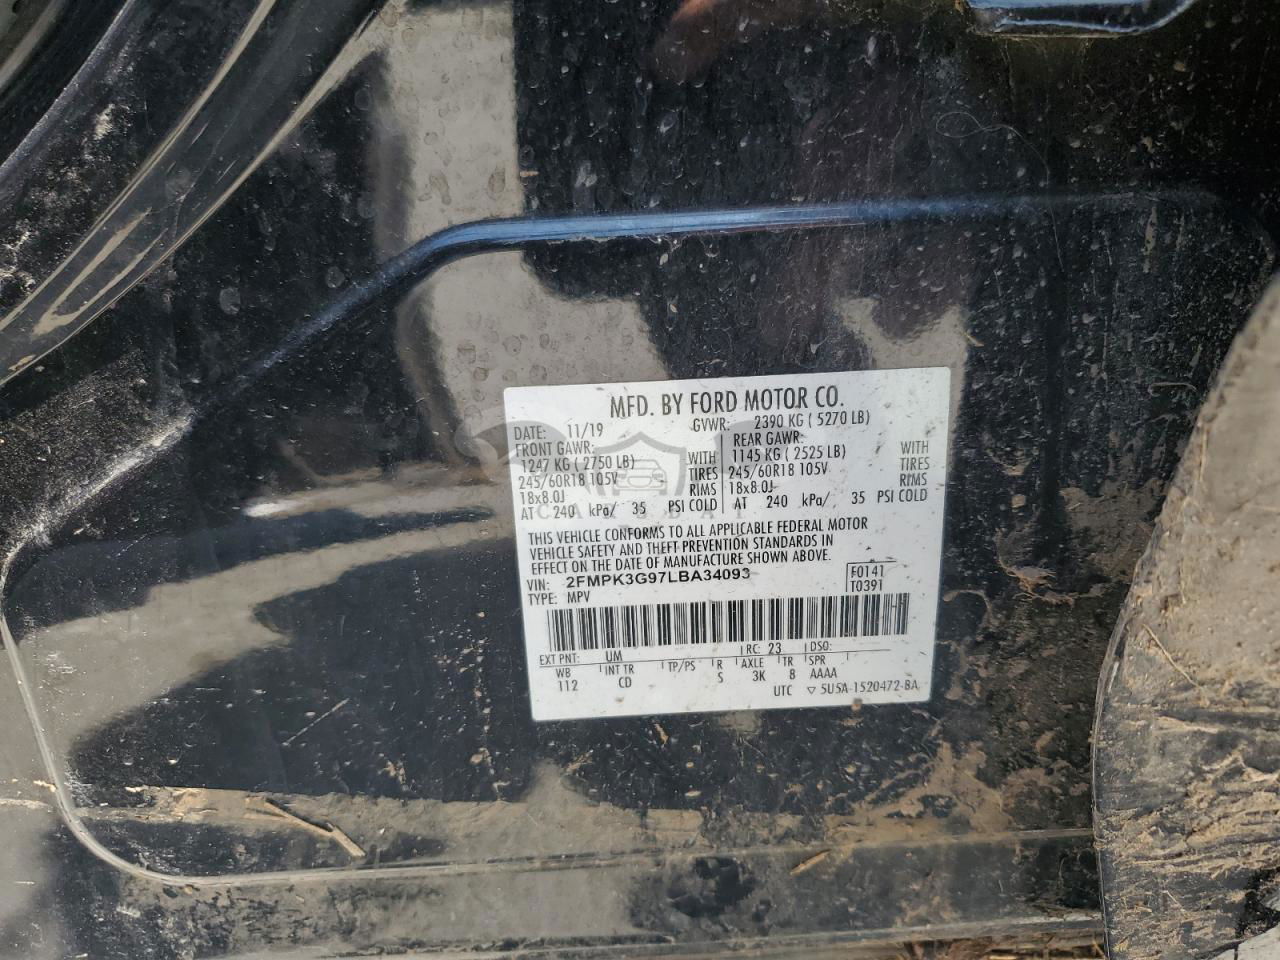 MFD. BY FORD MOTOR CO.
DATE: 11/19 GVWR: 2390 KG ( 5270 LB)
FRONT GAWR: REAR GAWR:
1247 KG ( 2750 LB) WITH 1145 KG ( 2525 LB) WITH
245/60R18 105V TIRES 245/60R18 105V TIRES
18x8.0J RIMS 18x8.0J RIMS
AT 240 kPa/ 35 PSI COLD AT 240 kPa/ 35 PSI COLD
THIS VEHICLE CONFORMS TO ALL APPLICABLE FEDERAL MOTOR
VEHICLE SAFETY AND THEFT PREVENTION STANDARDS IN
EFFECT ON THE DATE OF MANUFACTURE SHOWN ABOVE.
VIN: 2FMPK3G97LBA34093 F0141
TYPE: MPV T0391
EXT PNT: UM RC: 23 DSO:
WB INT TR TP/PS R AXLE TR SPR
112 CD S 3K 8 AAAA
UTC ▽ 5U5A-1520472-BA